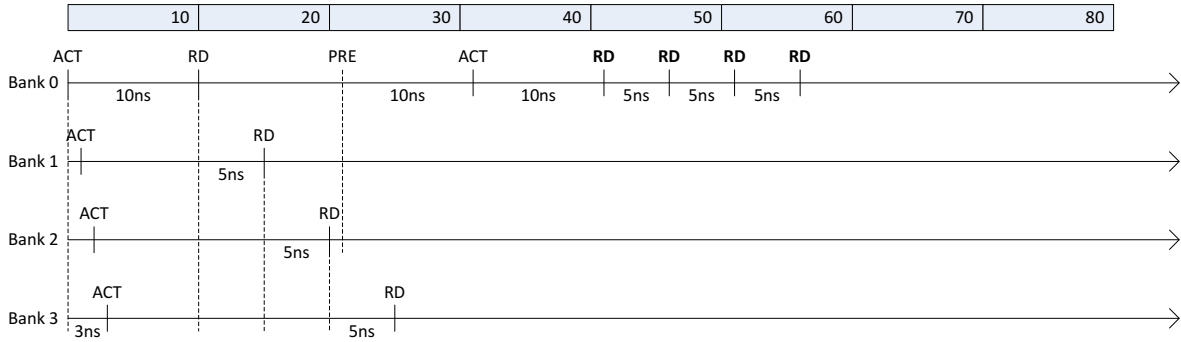 10 20 30 40 50 60 70 80
ACT RD PRE ACT RD RD RD RD
Bank 0
10ns 10ns 10ns 5ns 5ns 5ns
ACT RD
Bank 1
5ns
ACT RD
Bank 2
5ns
ACT RD
Bank 3
3ns 5ns